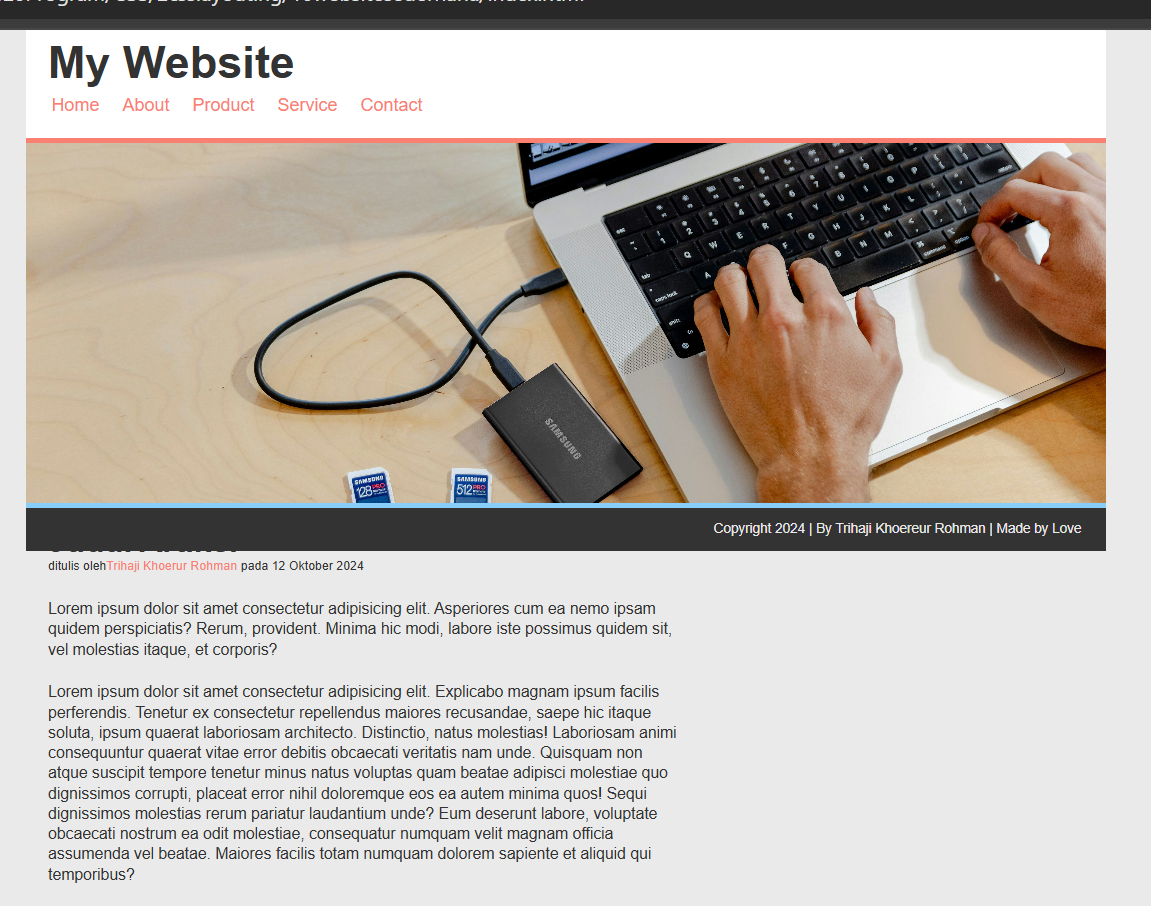 My Website
Home About Product Service Contact
SAMSUNG
SAMSUNG
128 PRO
SAMSUNG
512 PRO
Copyright 2024 | By Trihaji Khoereur Rohman | Made by Love
ditulis olehTrihaji Khoerur Rohman pada 12 Oktober 2024
Lorem ipsum dolor sit amet consectetur adipisicing elit. Asperiores cum ea nemo ipsam
quidem perspiciatis? Rerum, provident. Minima hic modi, labore iste possimus quidem sit,
vel molestias itaque, et corporis?
Lorem ipsum dolor sit amet consectetur adipisicing elit. Explicabo magnam ipsum facilis
perferendis. Tenetur ex consectetur repellendus maiores recusandae, saepe hic itaque
soluta, ipsum quaerat laboriosam architecto. Distinctio, natus molestias! Laboriosam animi
consequuntur quaerat vitae error debitis obcaecati veritatis nam unde. Quisquam non
atque suscipit tempore tenetur minus natus voluptas quam beatae adipisci molestiae quo
dignissimos corrupti, placeat error nihil doloremque eos ea autem minima quos! Sequi
dignissimos molestias rerum pariatur laudantium unde? Eum deserunt labore, voluptate
obcaecati nostrum ea odit molestiae, consequatur numquam velit magnam officia
assumenda vel beatae. Maiores facilis totam numquam dolorem sapiente et aliquid qui
temporibus?